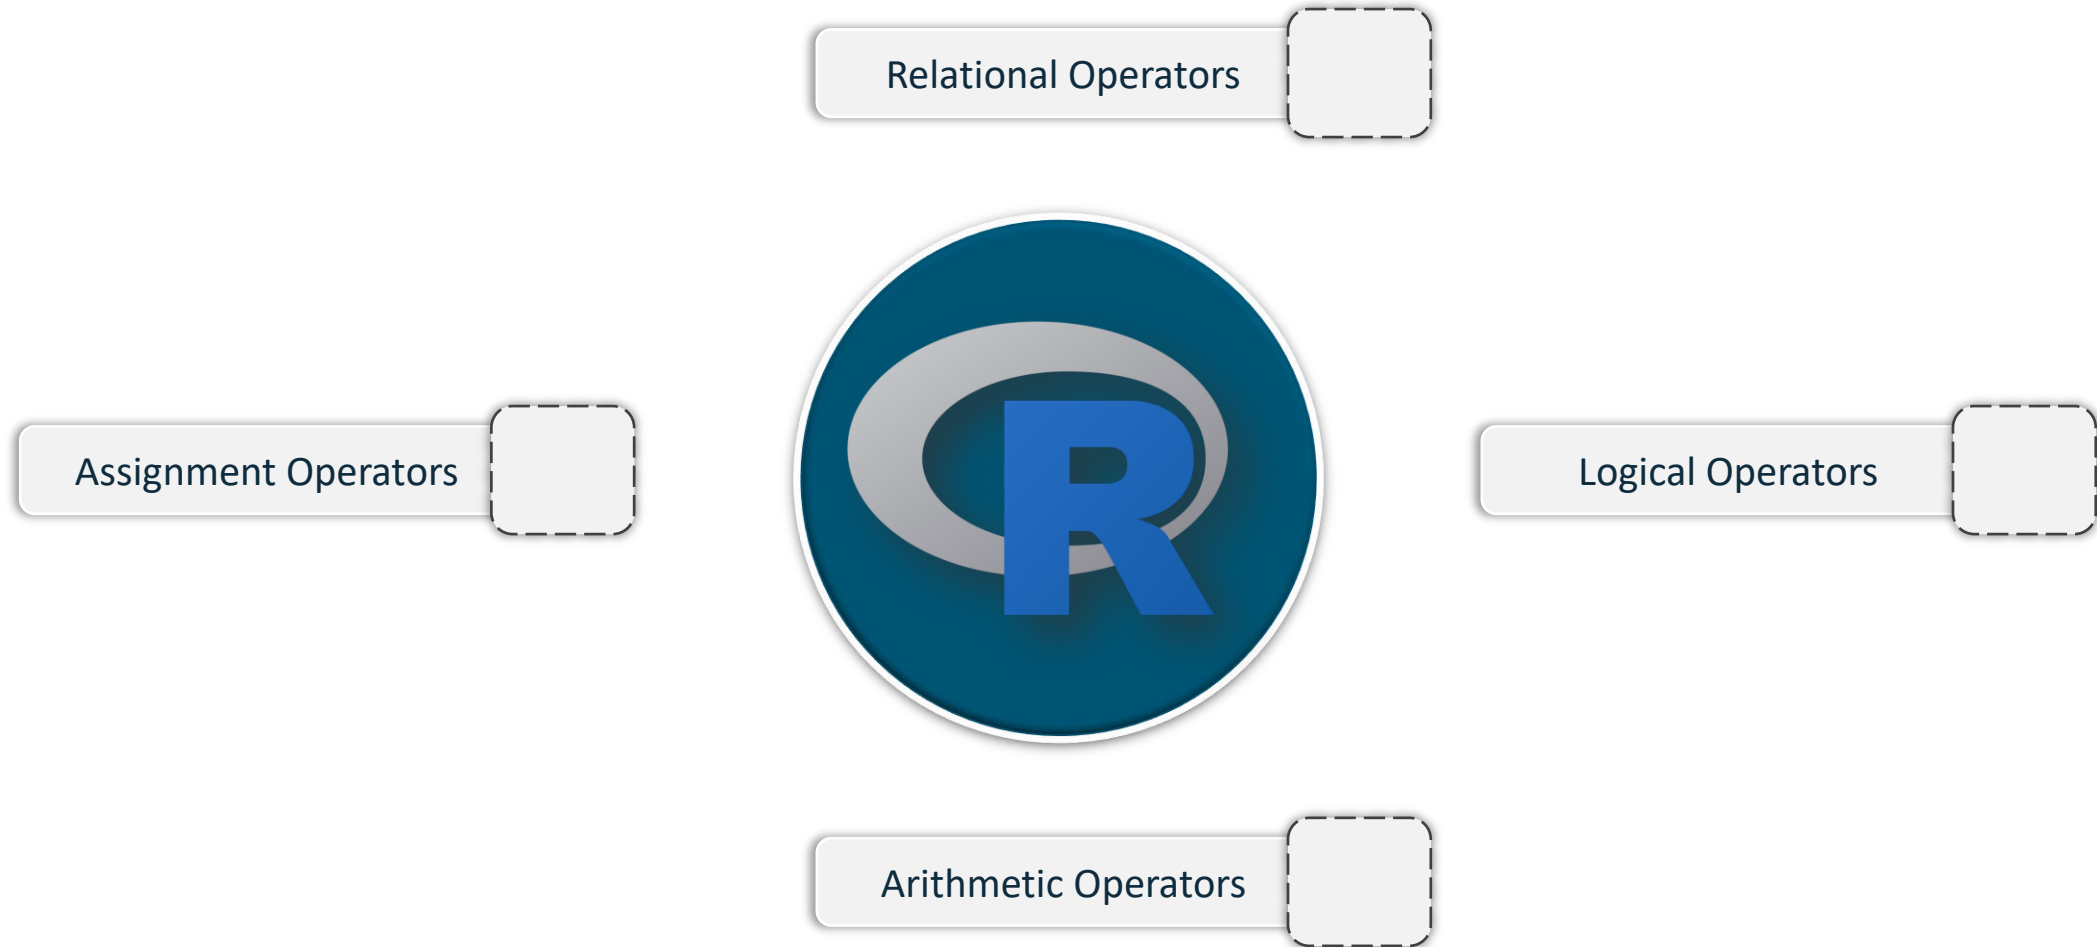 Relational Operators
R
Assignment Operators
Logical Operators
Arithmetic Operators